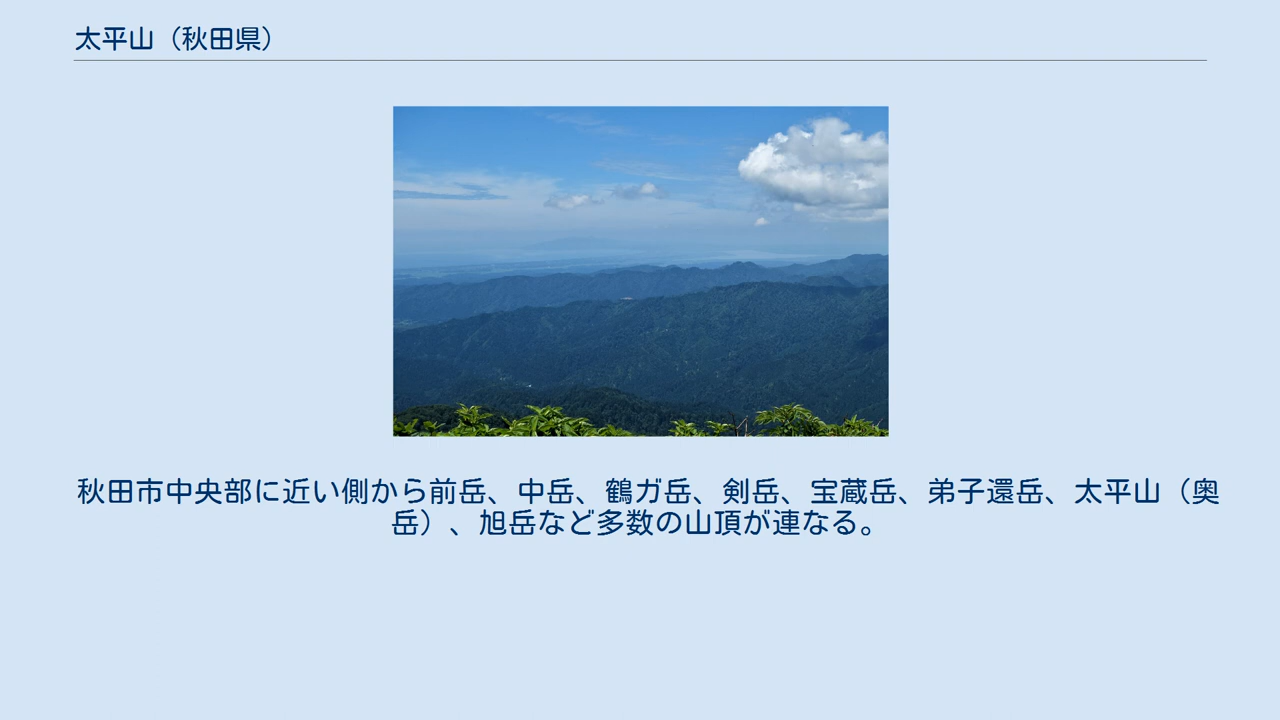 太平山（秋田県）
秋田市中央部に近い側から前岳、中岳、鶴ガ岳、剣岳、宝蔵岳、弟子還岳、太平山（奥
岳）、旭岳など多数の山頂が連なる。